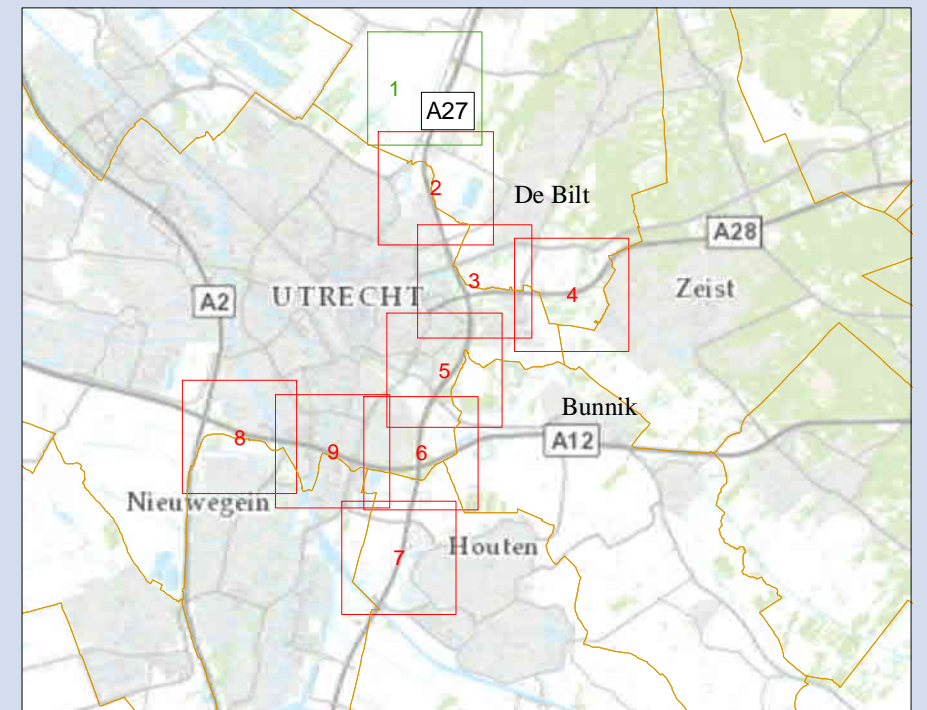 1
A27
2
De Bilt
A28
3
4
Zeist
A2
UTRECHT
5
Bunnik
8
9
6
A12
Nieuwegein
7
Houten